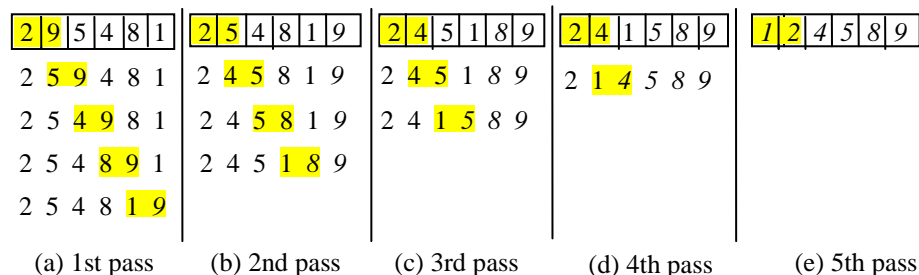 2 9 5 4 8 1
2 5 9 4 8 1
2 5 4 9 8 1
2 5 4 8 9 1
2 5 4 8 1 9
(a) 1st pass
2 5 4 8 1 9
2 4 5 8 1 9
2 4 5 8 1 9
2 4 5 1 8 9
(b) 2nd pass
2 4 5 1 8 9
2 4 5 1 8 9
2 4 1 5 8 9
(c) 3rd pass
2 4 1 5 8 9
2 1 4 5 8 9
(d) 4th pass
1 2 4 5 8 9
(e) 5th pass